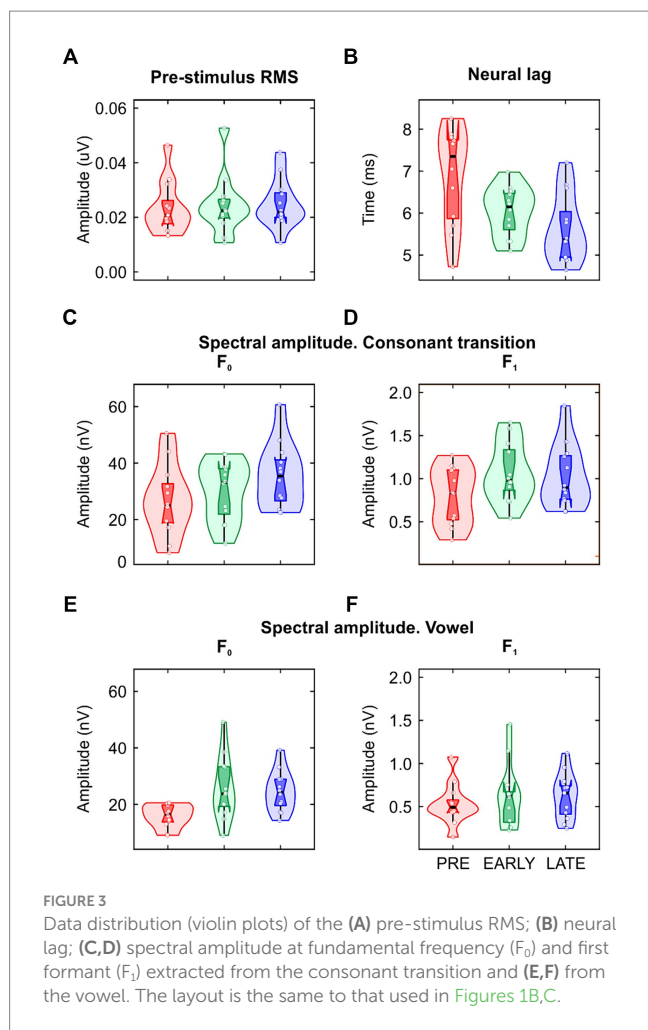 A
Pre-stimulus RMS
Amplitude (uV)
0.06
0.04
0.02
0.00
B
Neural lag
Time (ms)
8
7
6
5
Spectral amplitude. Consonant transition
C
F₀
Amplitude (nV)
60
40
20
0
D
F₁
Amplitude (nV)
2.0
1.5
1.0
0.5
Spectral amplitude. Vowel
E
F₀
Amplitude (nV)
60
40
20
F
F₁
Amplitude (nV)
2.0
1.5
1.0
0.5
PRE EARLY LATE
FIGURE 3
Data distribution (violin plots) of the (A) pre-stimulus RMS; (B) neural
lag; (C,D) spectral amplitude at fundamental frequency (F₀) and first
formant (F₁) extracted from the consonant transition and (E,F) from
the vowel. The layout is the same to that used in Figures 1B,C.